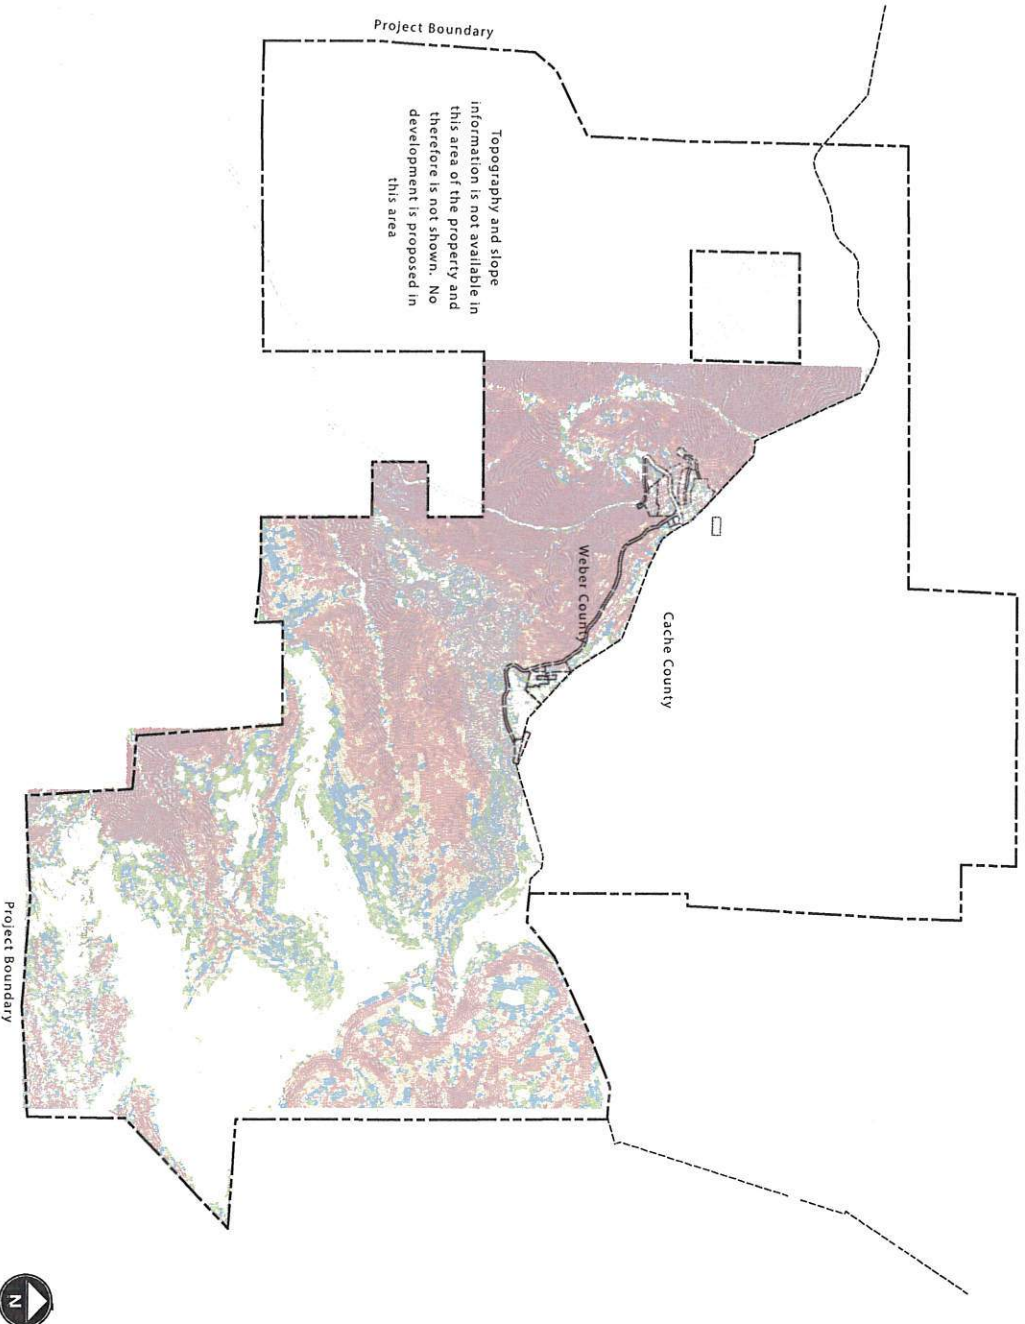 Project Boundary
Topography and slope
information is not available in
this area of the property and
therefore is not shown.  No
development is proposed in
this area
Weber County
Cache County
Project Boundary
N